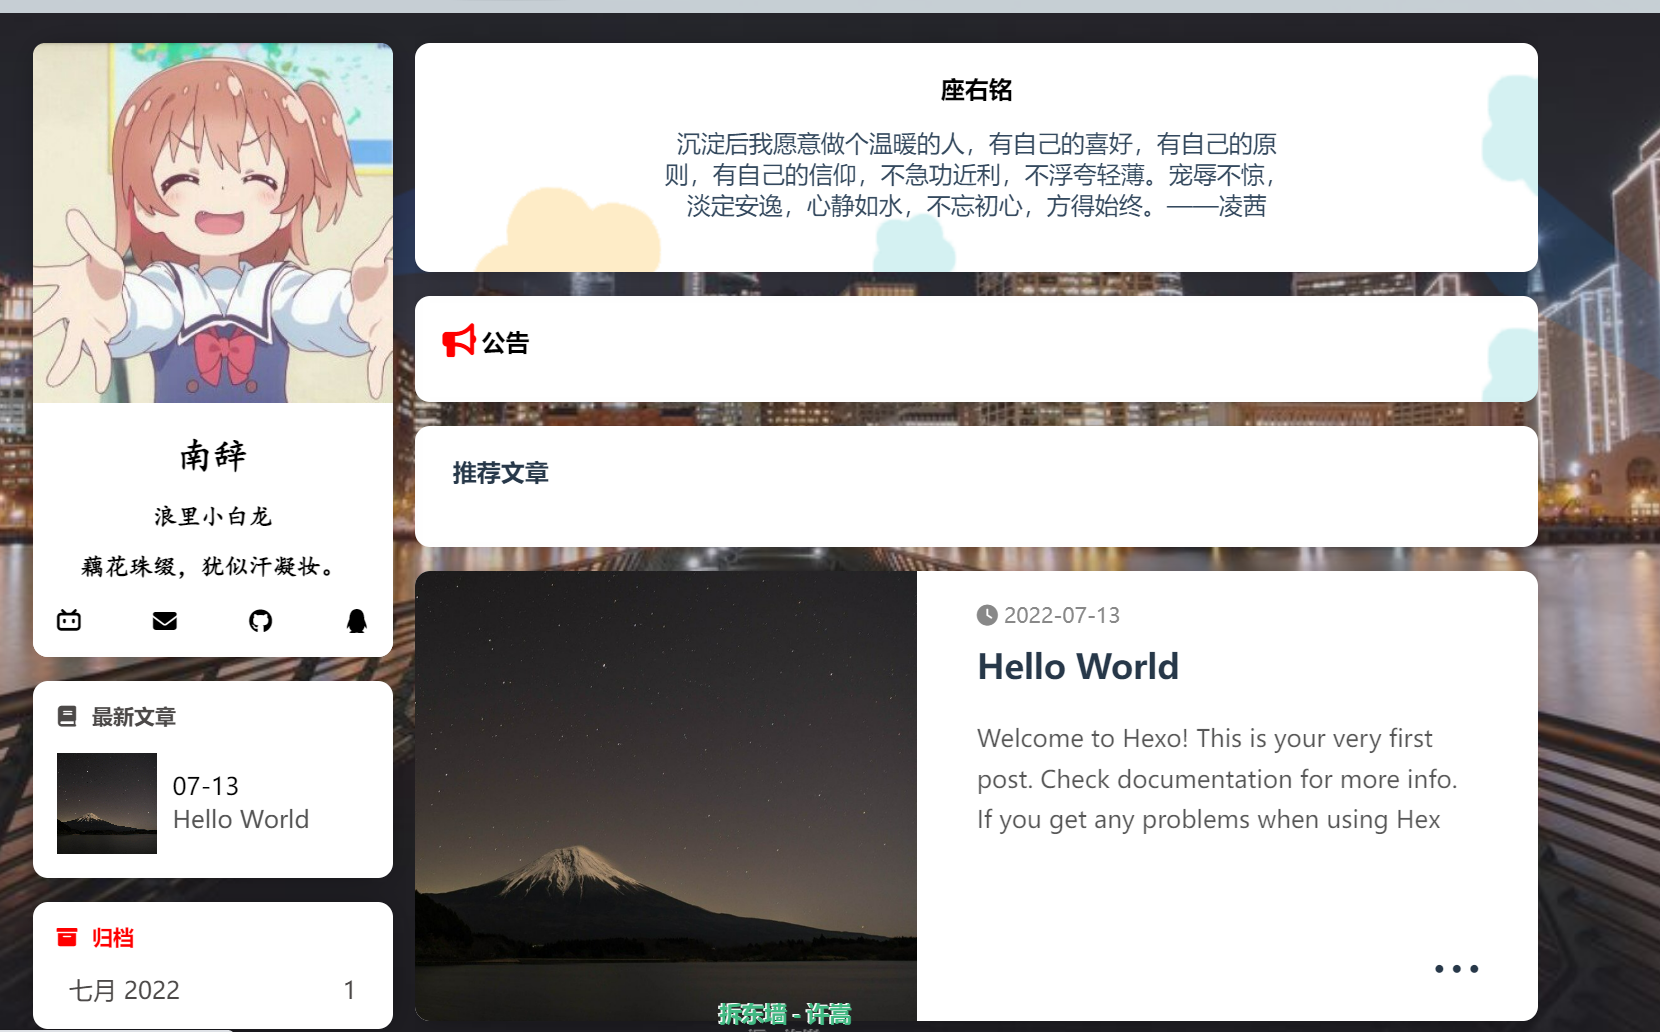 南辞
浪里小白龙
藕花珠缀，犹似汗凝妆。
最新文章
07-13
Hello World
归档
七月 2022
1
座右铭
沉淀后我愿意做个温暖的人，有自己的喜好，有自己的原
则，有自己的信仰，不急功近利，不浮夸轻薄。宠辱不惊，
淡定安逸，心静如水，不忘初心，方得始终。——凌茜
公告
推荐文章
2022-07-13
Hello World
Welcome to Hexo! This is your very first
post. Check documentation for more info.
If you get any problems when using Hex
拆东墙 - 许嵩